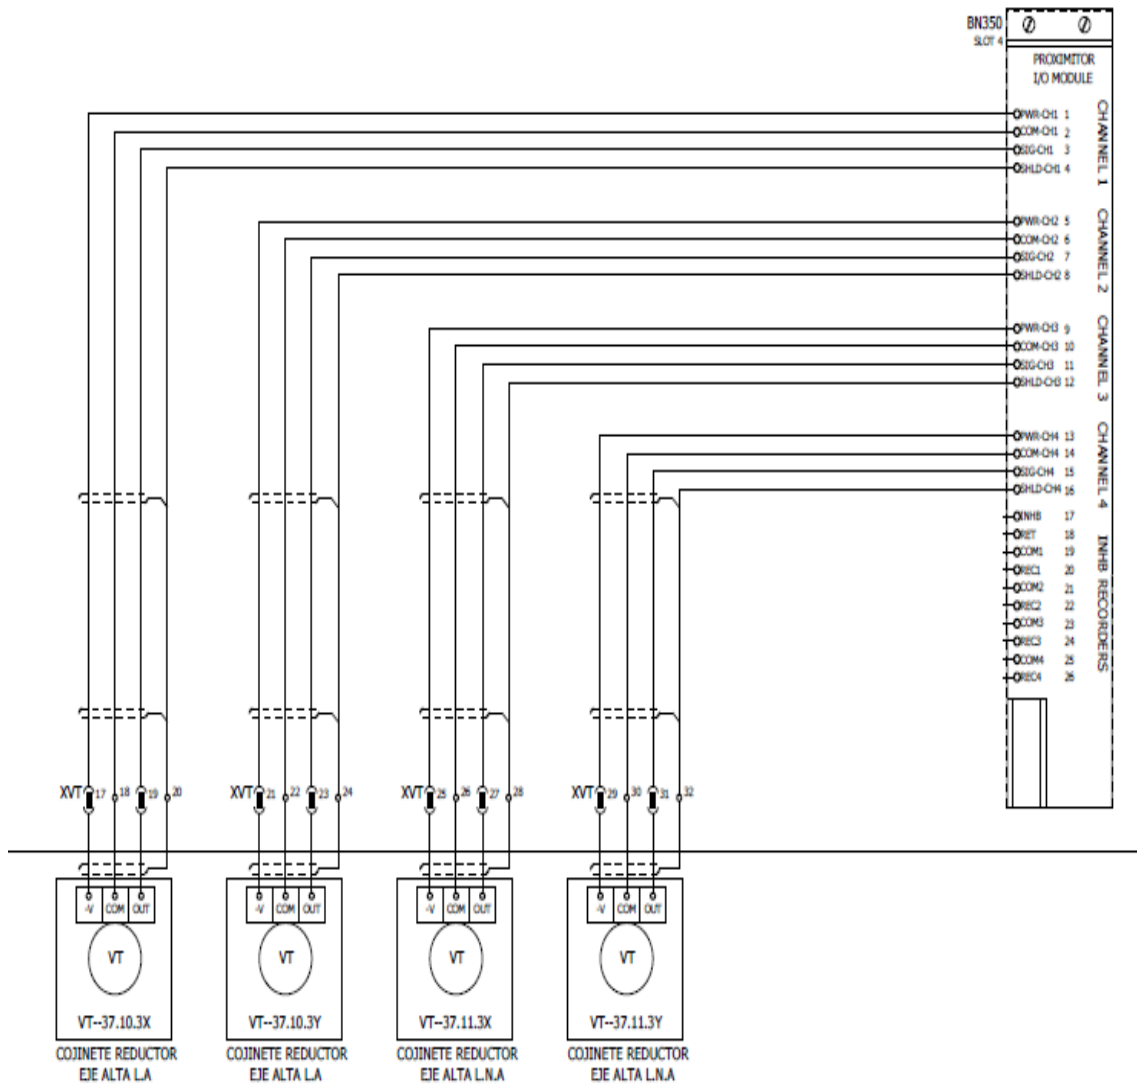 BN350
SLOT 4
PROXIMITOR
I/O MODULE
PWR-CH1 1
COM-CH1 2
SIG-CH1 3
SHLD-CH1 4
CHANNEL 1
PWR-CH2 5
COM-CH2 6
SIG-CH2 7
SHLD-CH2 8
CHANNEL 2
PWR-CH3 9
COM-CH3 10
SIG-CH3 11
SHLD-CH3 12
CHANNEL 3
PWR-CH4 13
COM-CH4 14
SIG-CH4 15
SHLD-CH4 16
CHANNEL 4
INHB 17
RET 18
COM1 19
REC1 20
COM2 21
REC2 22
COM3 23
REC3 24
COM4 25
REC4 26
INHB RECORDERS
XVT 17 18 19 20
XVT 21 22 23 24
XVT 25 26 27 28
XVT 29 30 31 32
-V COM OUT
VT
VT--37.10.3X
COJINETE REDUCTOR
EJE ALTA L.A
-V COM OUT
VT
VT--37.10.3Y
COJINETE REDUCTOR
EJE ALTA L.A
-V COM OUT
VT
VT--37.11.3X
COJINETE REDUCTOR
EJE ALTA L.N.A
-V COM OUT
VT
VT--37.11.3Y
COJINETE REDUCTOR
EJE ALTA L.N.A